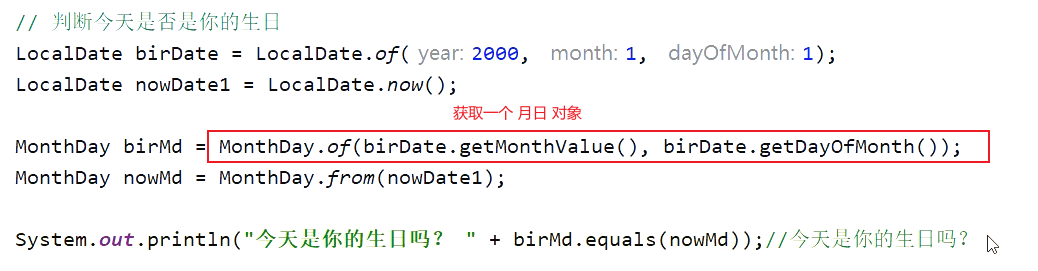 // 判断今天是否是你的生日
LocalDate birDate = LocalDate.of( year: 2000, month: 1, dayOfMonth: 1);
LocalDate nowDate1 = LocalDate.now();
获取一个 月日 对象
MonthDay birMd = MonthDay.of(birDate.getMonthValue(), birDate.getDayOfMonth());
MonthDay nowMd = MonthDay.from(nowDate1);
System.out.println("今天是你的生日吗？ " + birMd.equals(nowMd));//今天是你的生日吗？